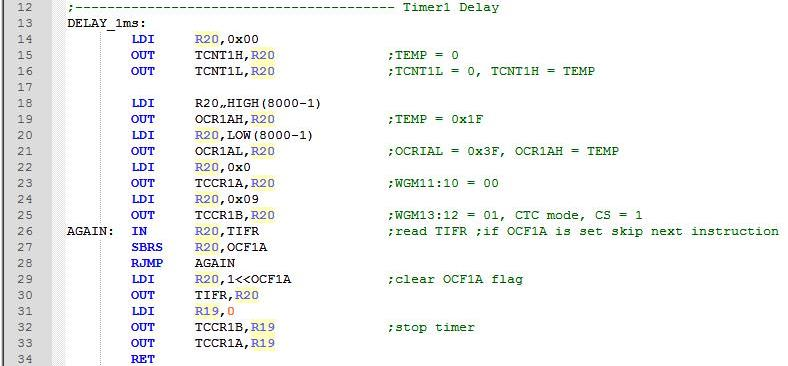 12 ;---------------------------------------- Timer1 Delay
13 DELAY_1ms:
14 LDI R20,0x00
15 OUT TCNT1H,R20 ;TEMP = 0
16 OUT TCNT1L,R20 ;TCNT1L = 0, TCNT1H = TEMP
17
18 LDI R20,,HIGH(8000-1)
19 OUT OCR1AH,R20 ;TEMP = 0x1F
20 LDI R20,LOW(8000-1)
21 OUT OCR1AL,R20 ;OCRIAL = 0x3F, OCR1AH = TEMP
22 LDI R20,0x0
23 OUT TCCR1A,R20 ;WGM11:10 = 00
24 LDI R20,0x09
25 OUT TCCR1B,R20 ;WGM13:12 = 01, CTC mode, CS = 1
26 AGAIN: IN R20,TIFR ;read TIFR ;if OCF1A is set skip next instruction
27 SBRS R20,OCF1A
28 RJMP AGAIN
29 LDI R20,1<<OCF1A ;clear OCF1A flag
30 OUT TIFR,R20
31 LDI R19,0
32 OUT TCCR1B,R19 ;stop timer
33 OUT TCCR1A,R19
34 RET